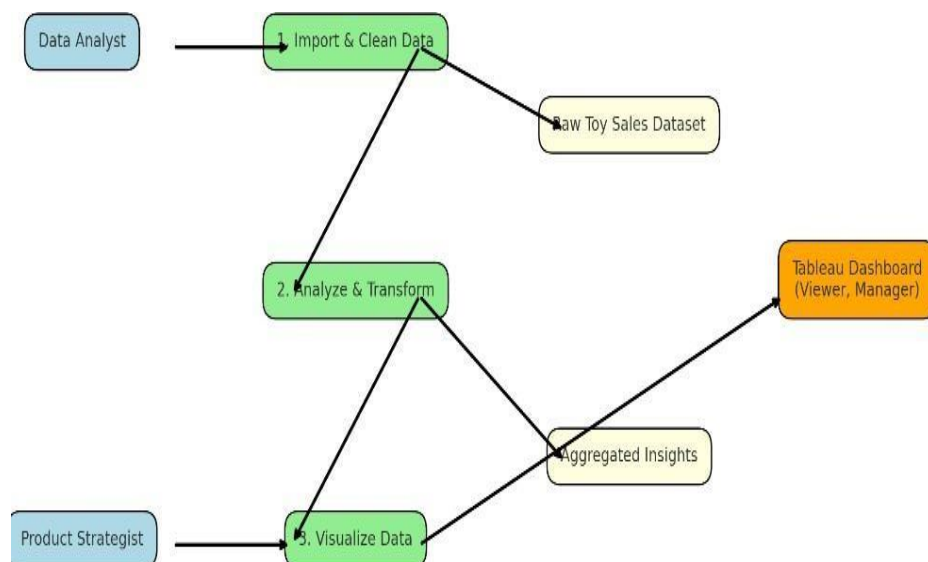 Data Analyst
1. Import & Clean Data
Raw Toy Sales Dataset
2. Analyze & Transform
Tableau Dashboard
(Viewer, Manager)
Aggregated Insights
Product Strategist
3. Visualize Data